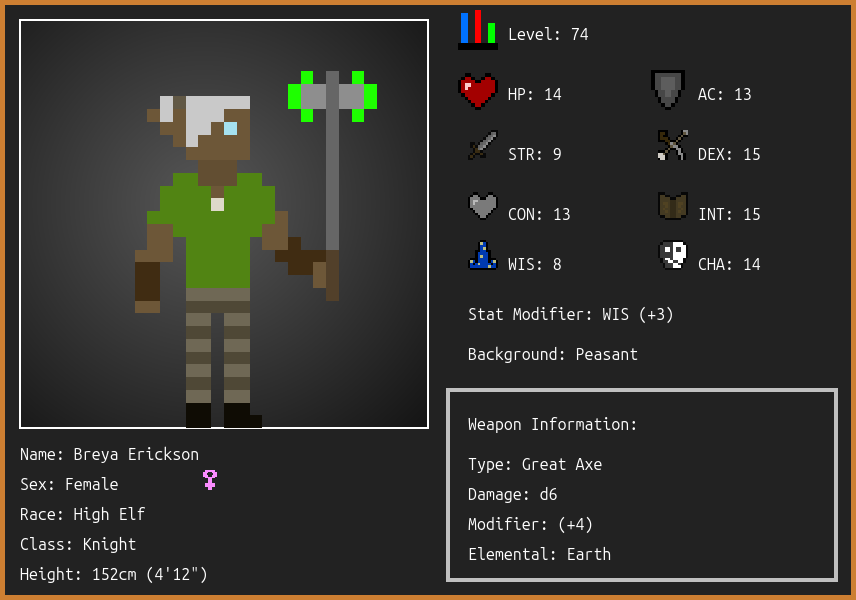 Level: 74
HP: 14
AC: 13
STR: 9
DEX: 15
CON: 13
INT: 15
WIS: 8
CHA: 14
Stat Modifier: WIS (+3)
Background: Peasant
Weapon Information:
Type: Great Axe
Damage: d6
Modifier: (+4)
Elemental: Earth
Name: Breya Erickson
Sex: Female
Race: High Elf
Class: Knight
Height: 152cm (4'12")